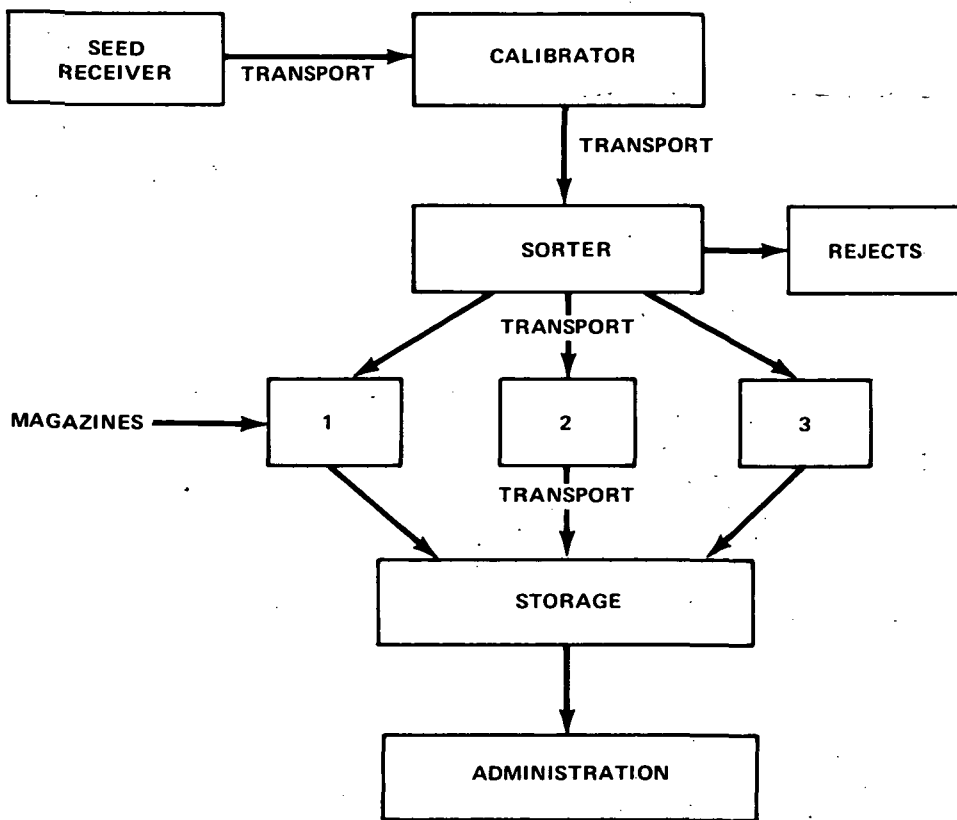 SEED
RECEIVER
TRANSPORT
CALIBRATOR
TRANSPORT
SORTER
REJECTS
TRANSPORT
MAGAZINES
1
2
3
TRANSPORT
STORAGE
ADMINISTRATION